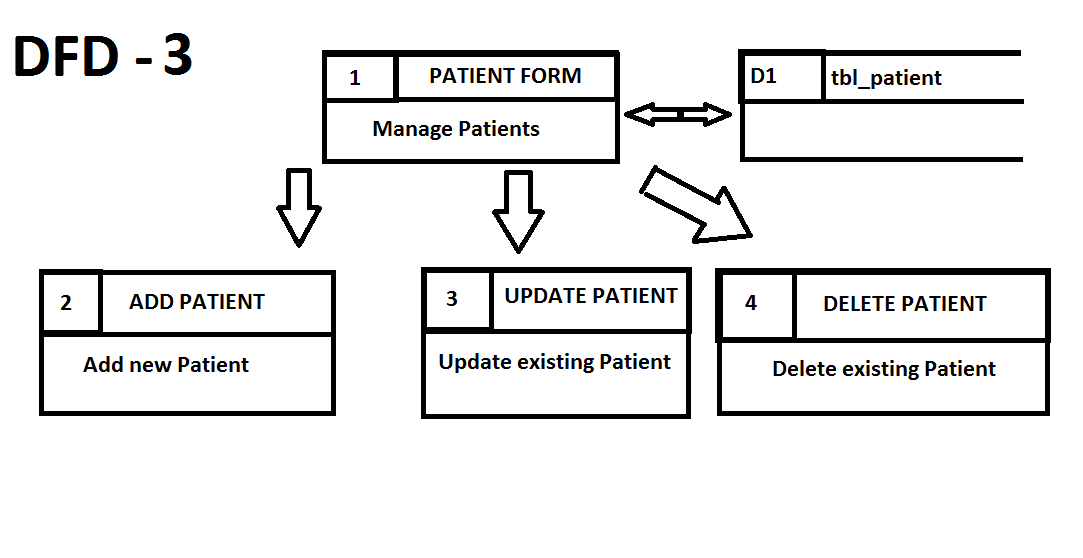 DFD - 3
1 PATIENT FORM
Manage Patients
D1 tbl_patient
2 ADD PATIENT
Add new Patient
3 UPDATE PATIENT
Update existing Patient
4 DELETE PATIENT
Delete existing Patient